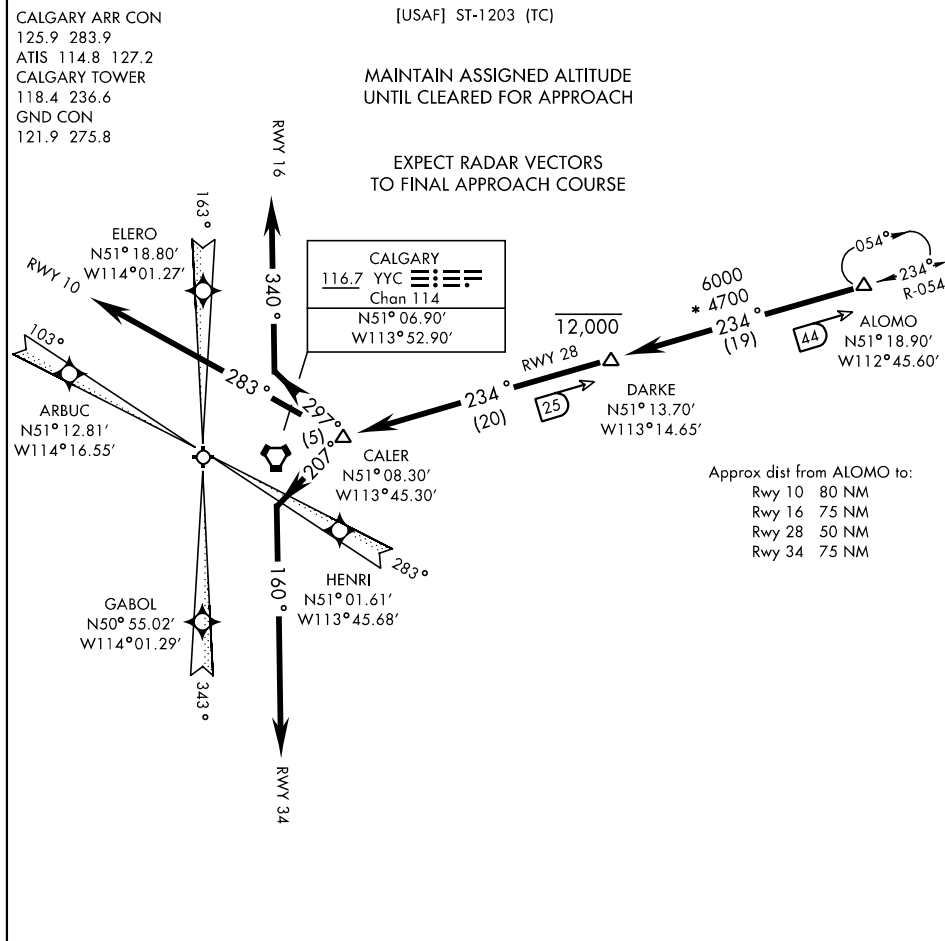 [USAF] ST-1203 (TC)
CALGARY ARR CON
125.9 283.9
ATIS 114.8 127.2
CALGARY TOWER
118.4 236.6
GND CON
121.9 275.8
MAINTAIN ASSIGNED ALTITUDE
UNTIL CLEARED FOR APPROACH
EXPECT RADAR VECTORS
TO FINAL APPROACH COURSE
RWY 16
340°
163°
ELERO
N51° 18.80'
W114° 01.27'
RWY 10
283°
103°
ARBUC
N51° 12.81'
W114° 16.55'
CALGARY
116.7 YYC
Chan 114
N51° 06.90'
W113° 52.90'
054°
234°
R-054
ALOMO
N51° 18.90'
W112° 45.60'
44
6000
* 4700
234°
(19)
12,000
RWY 28
DARKE
N51° 13.70'
W113° 14.65'
25
234°
(20)
297°
(5)
207°
CALER
N51° 08.30'
W113° 45.30'
Approx dist from ALOMO to:
Rwy 10 80 NM
Rwy 16 75 NM
Rwy 28 50 NM
Rwy 34 75 NM
HENRI
N51° 01.61'
W113° 45.68'
283°
160°
RWY 34
GABOL
N50° 55.02'
W114° 01.29'
343°